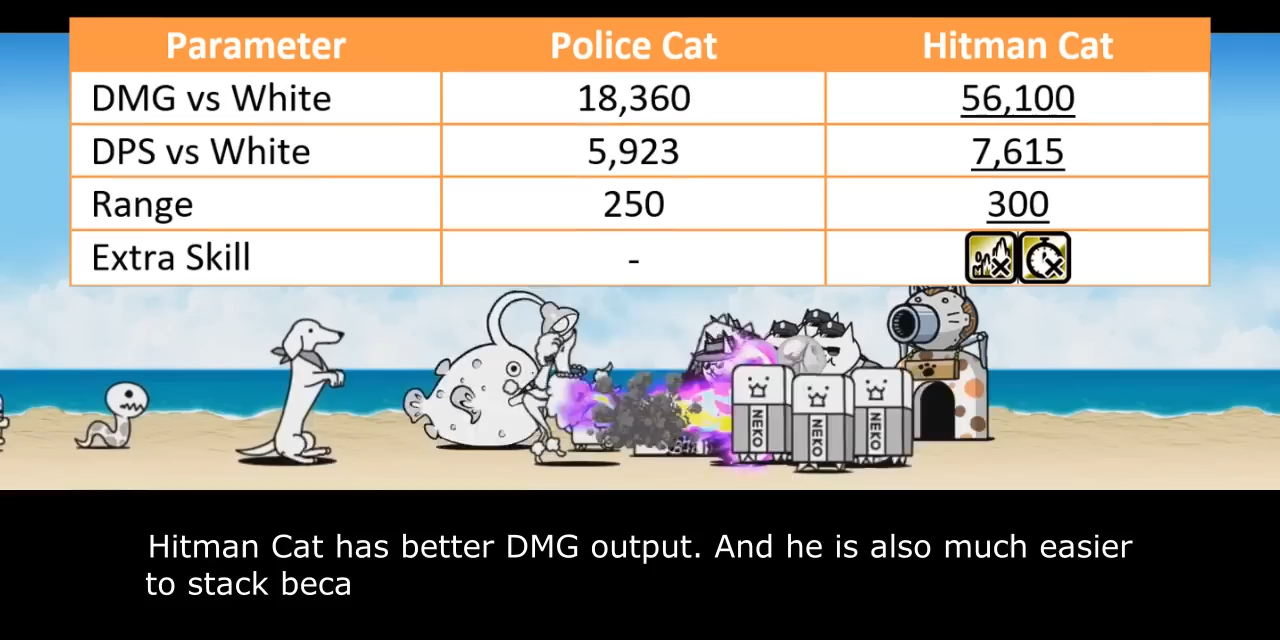 Parameter Police Cat Hitman Cat
DMG vs White 18,360 56,100
DPS vs White 5,923 7,615
Range 250 300
Extra Skill -
NEKO NEKO NEKO
Hitman Cat has better DMG output. And he is also much easier
to stack beca